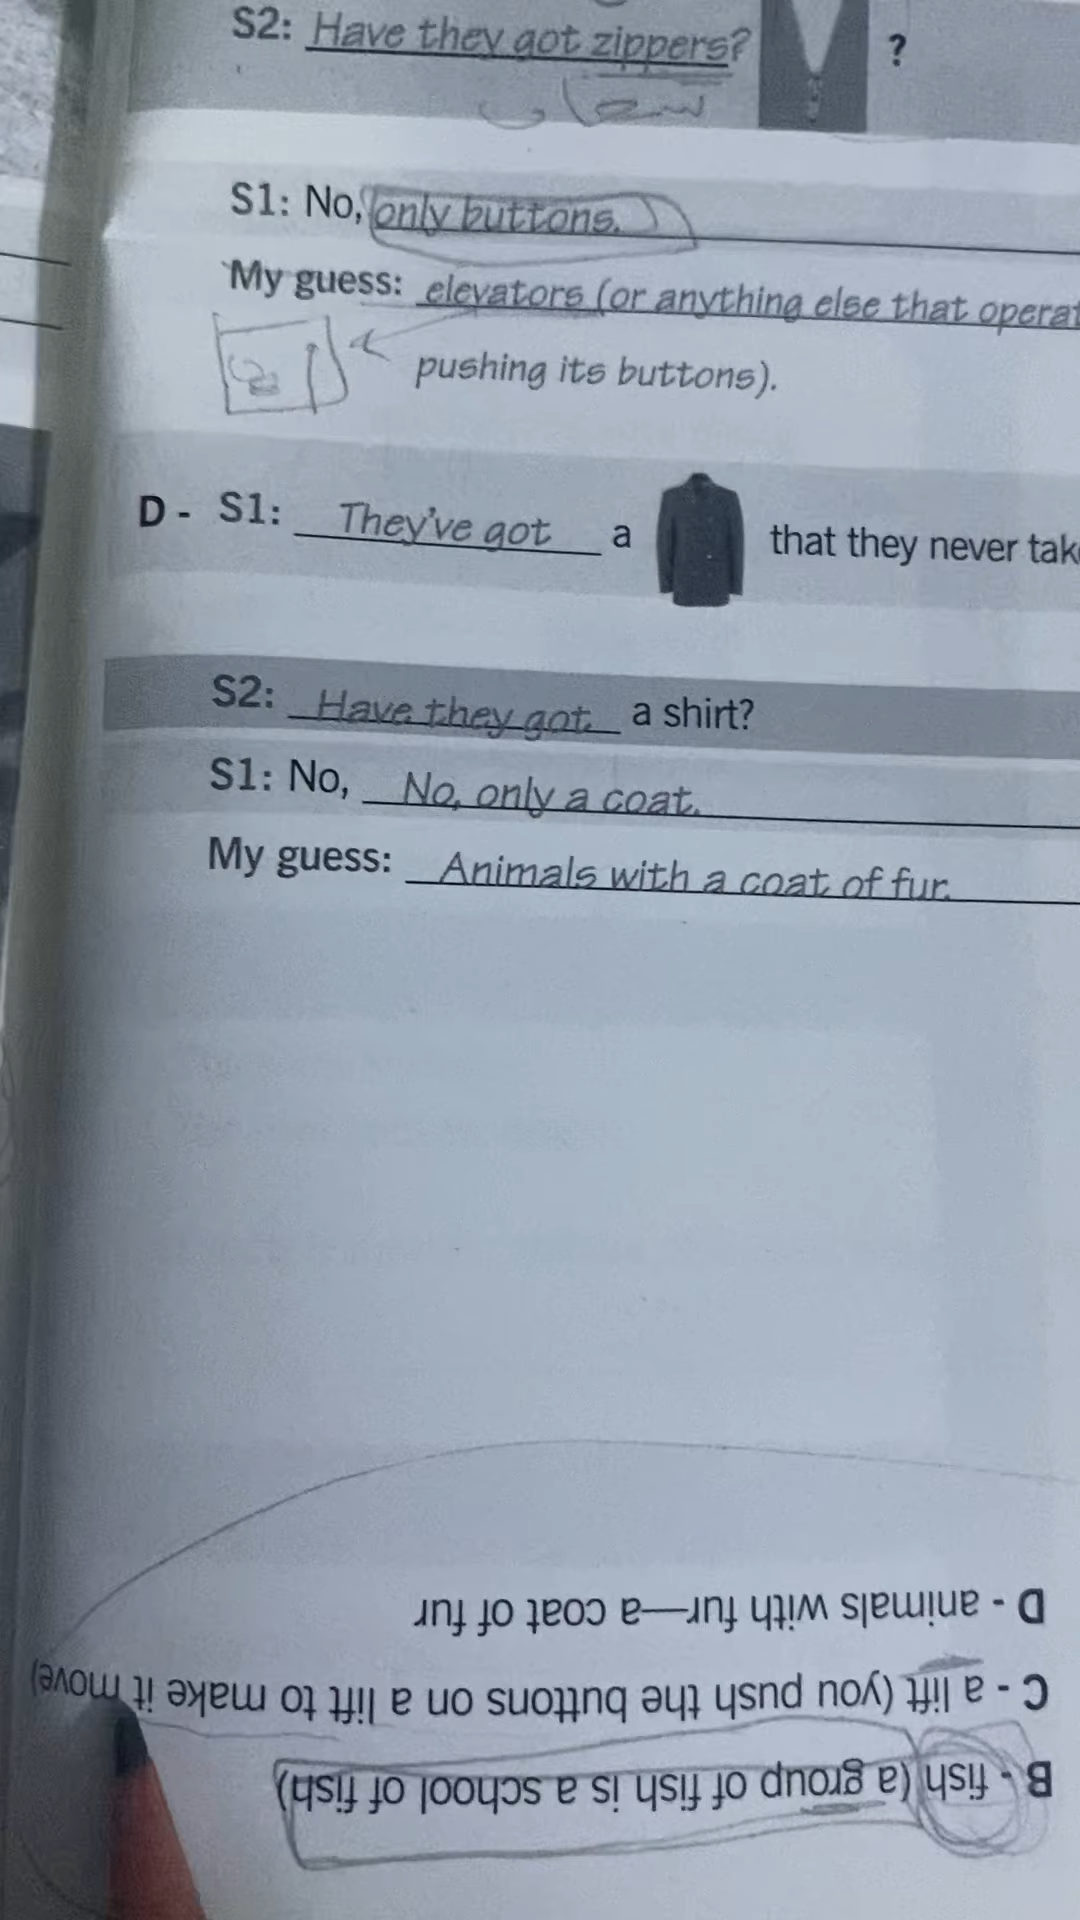 S2: Have they got zippers? ?
سحاب
S1: No, only buttons.
My guess: elevators (or anything else that operat
pushing its buttons).
D - S1: They've got a that they never take
S2: Have they got a shirt?
S1: No, No, only a coat.
My guess: Animals with a coat of fur.
D - animals with fur—a coat of fur
C - a lift (you push the buttons on a lift to make it move)
B - fish (a group of fish is a school of fish)